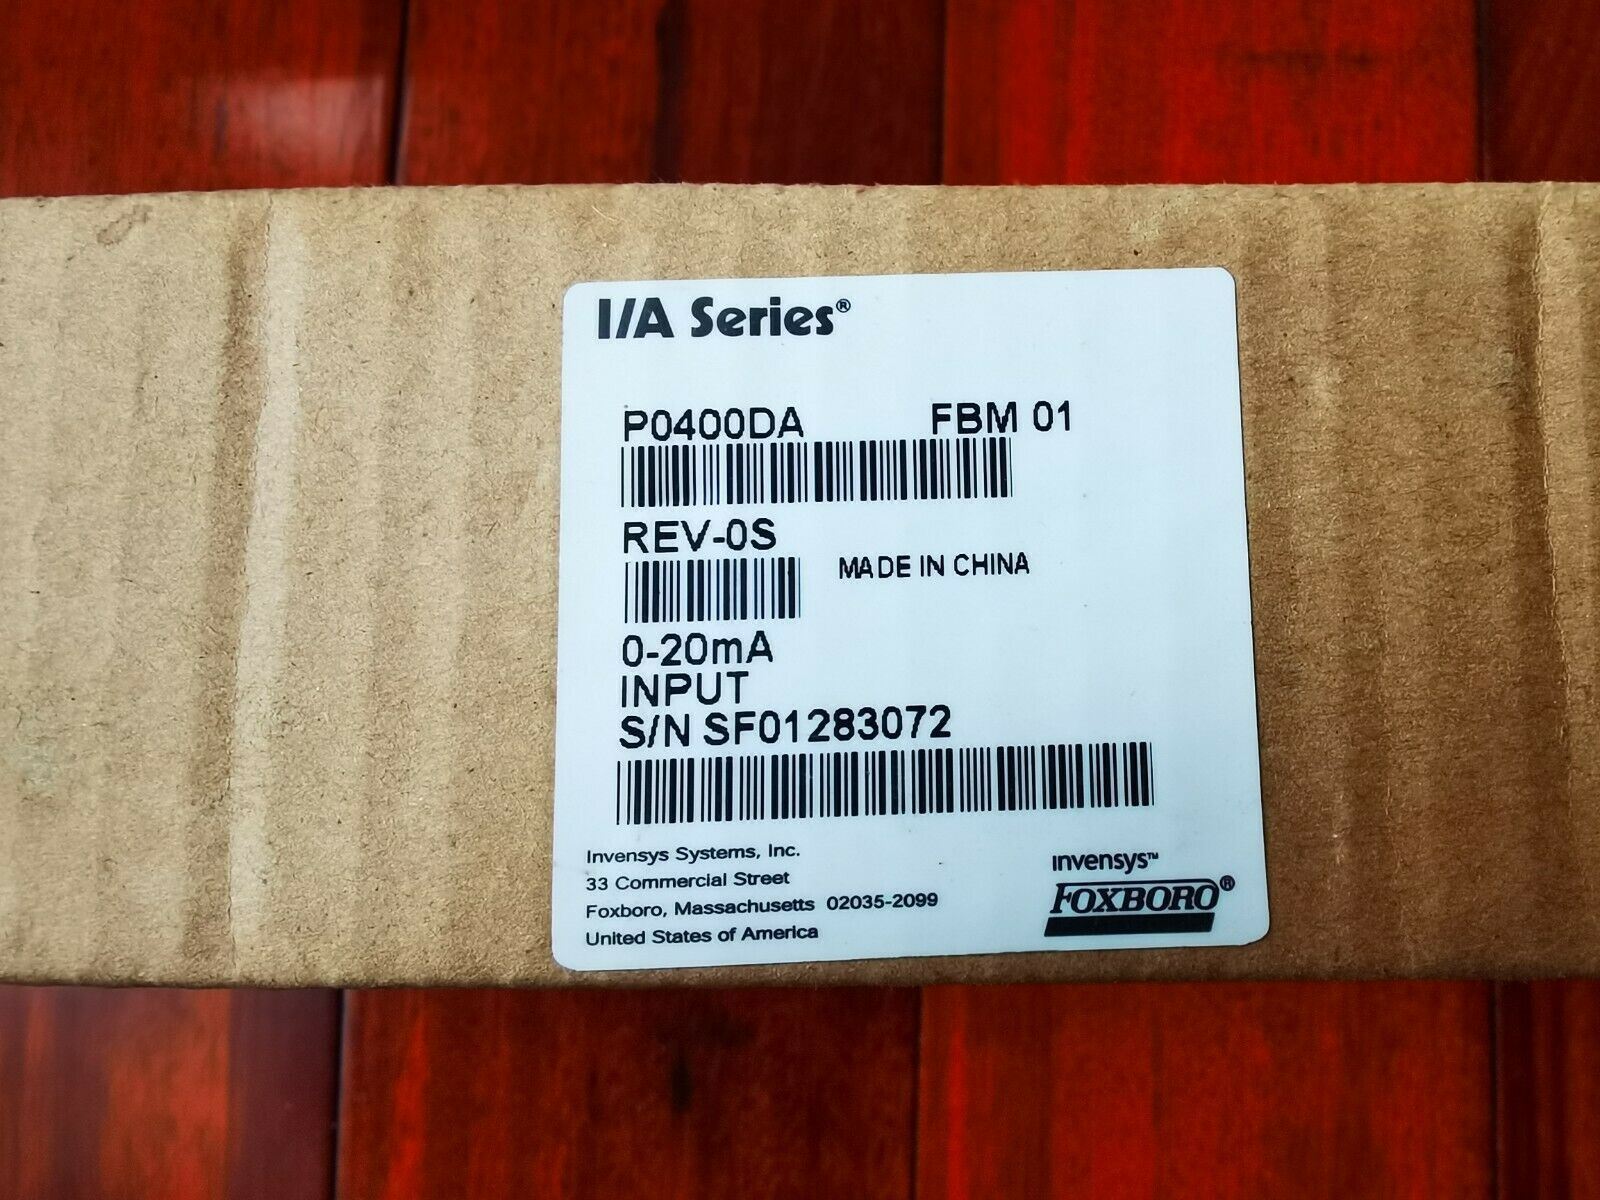 I/A Series®
P0400DA FBM 01
REV-0S
MADE IN CHINA
0-20mA
INPUT
S/N SF01283072
Invensys Systems, Inc.
33 Commercial Street
Foxboro, Massachusetts 02035-2099
United States of America
invensys™
FOXBORO®